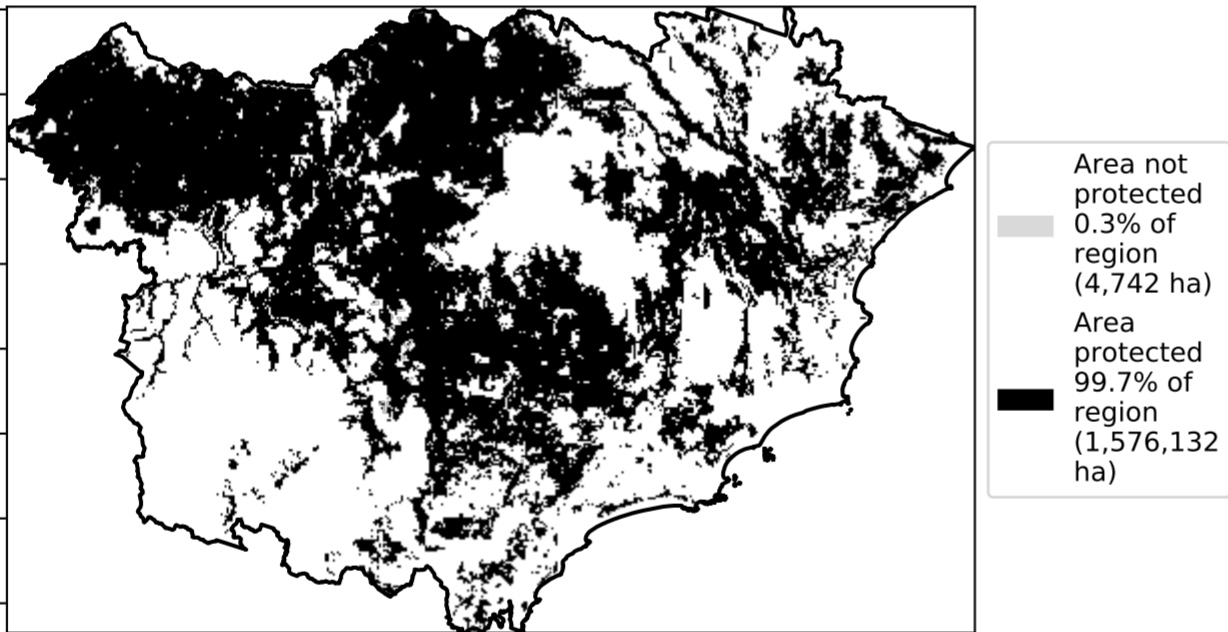 Area not
protected
0.3% of
region
(4,742 ha)
Area
protected
99.7% of
region
(1,576,132
ha)